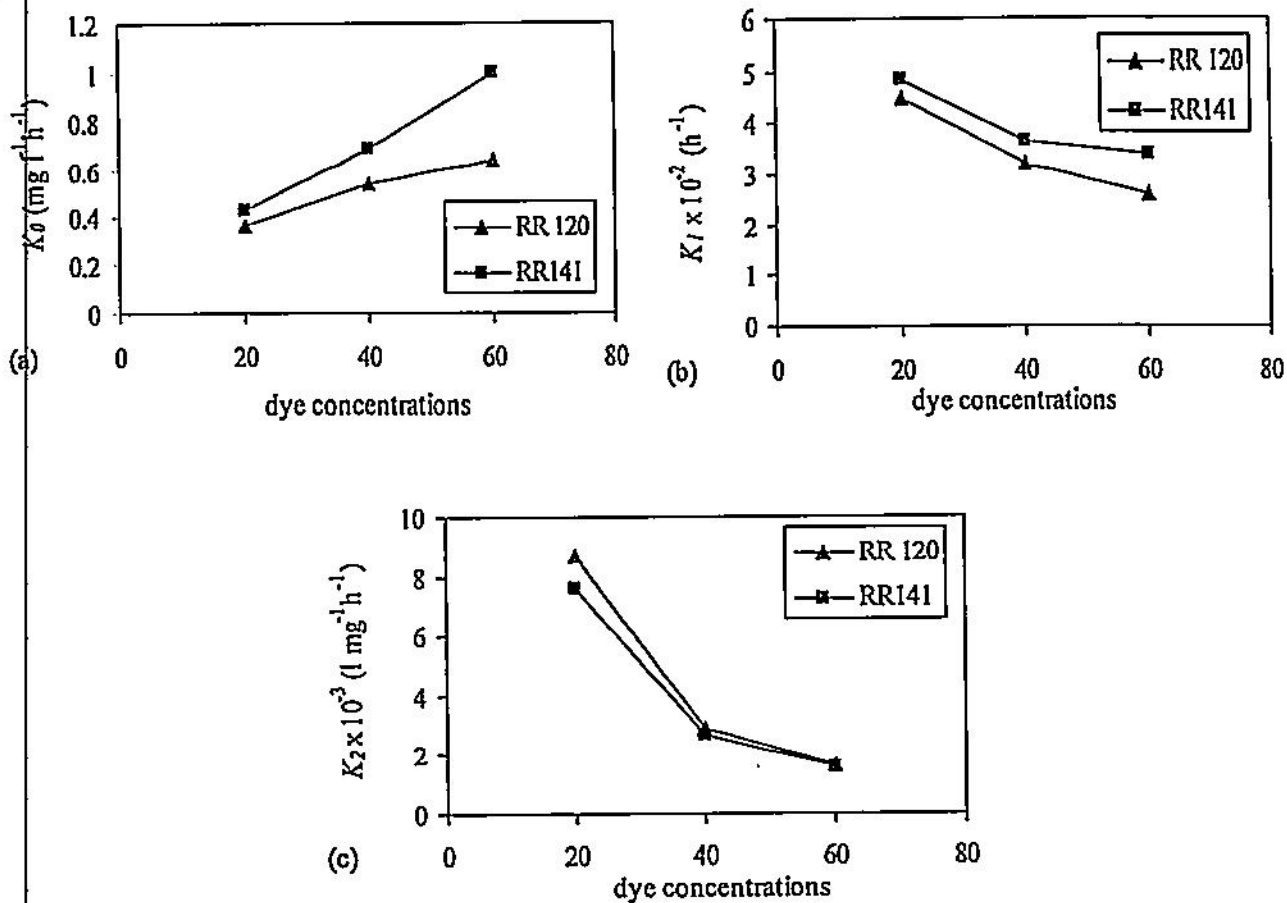 1.2
1
0.8
0.6
0.4
0.2
0
K0 (mg l-1h-1)
RR 120
RR141
0 20 40 60 80
(a)
dye concentrations
6
5
4
3
2
1
0
K1 x 10-2 (h-1)
RR 120
RR141
0 20 40 60 80
(b)
dye concentrations
10
8
6
4
2
0
K2 x 10-3 (l mg-1h-1)
RR 120
RR141
0 20 40 60 80
(c)
dye concentrations